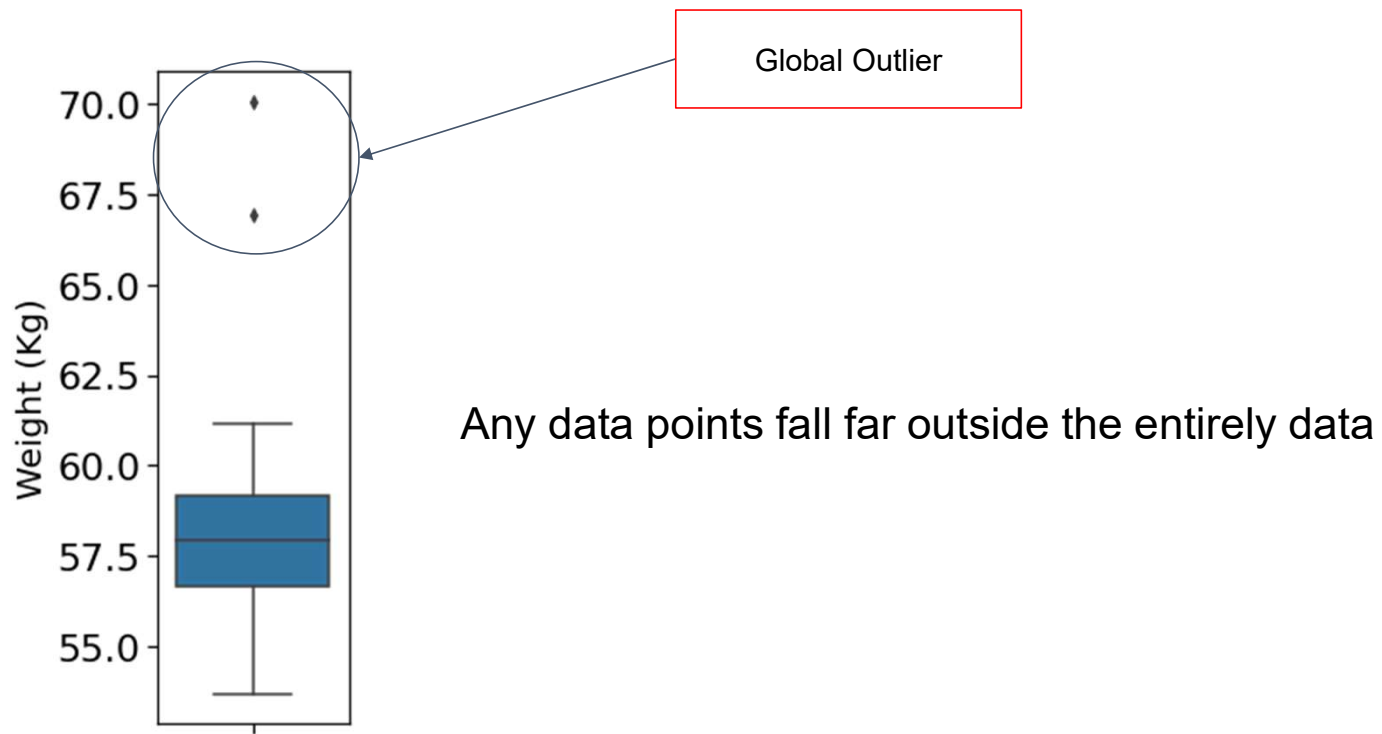 Global Outlier
70.0
67.5
65.0
62.5
60.0
57.5
55.0
Weight (Kg)
Any data points fall far outside the entirely data